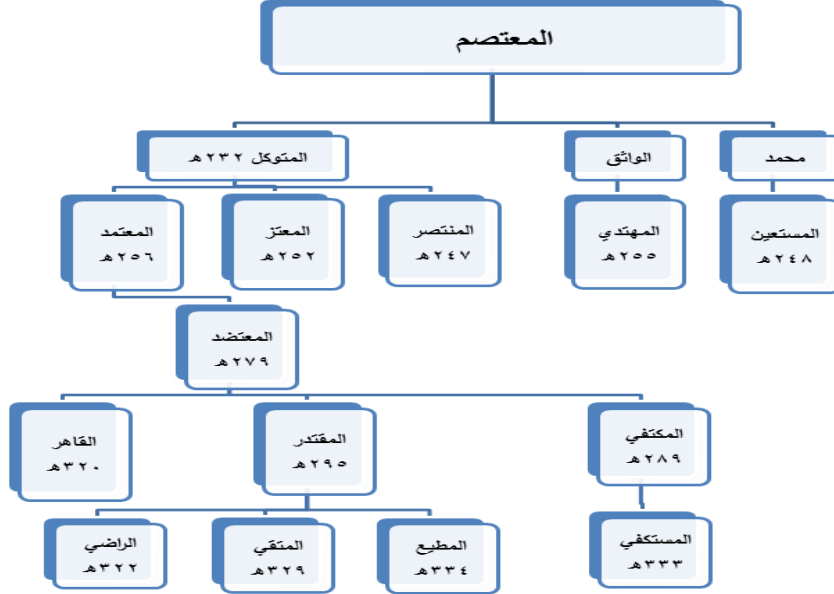 المعتصم
محمد
الواثق
المتوكل ٢٣٢هـ
المستعين
٢٤٨هـ
المهتدي
٢٥٥هـ
المنتصر
٢٤٧هـ
المعتز
٢٥٢هـ
المعتمد
٢٥٦هـ
المعتضد
٢٧٩هـ
المكتفي
٢٨٩هـ
المقتدر
٢٩٥هـ
القاهر
٣٢٠هـ
المستكفي
٣٣٣هـ
المطيع
٣٣٤هـ
المتقي
٣٢٩هـ
الراضي
٣٢٢هـ